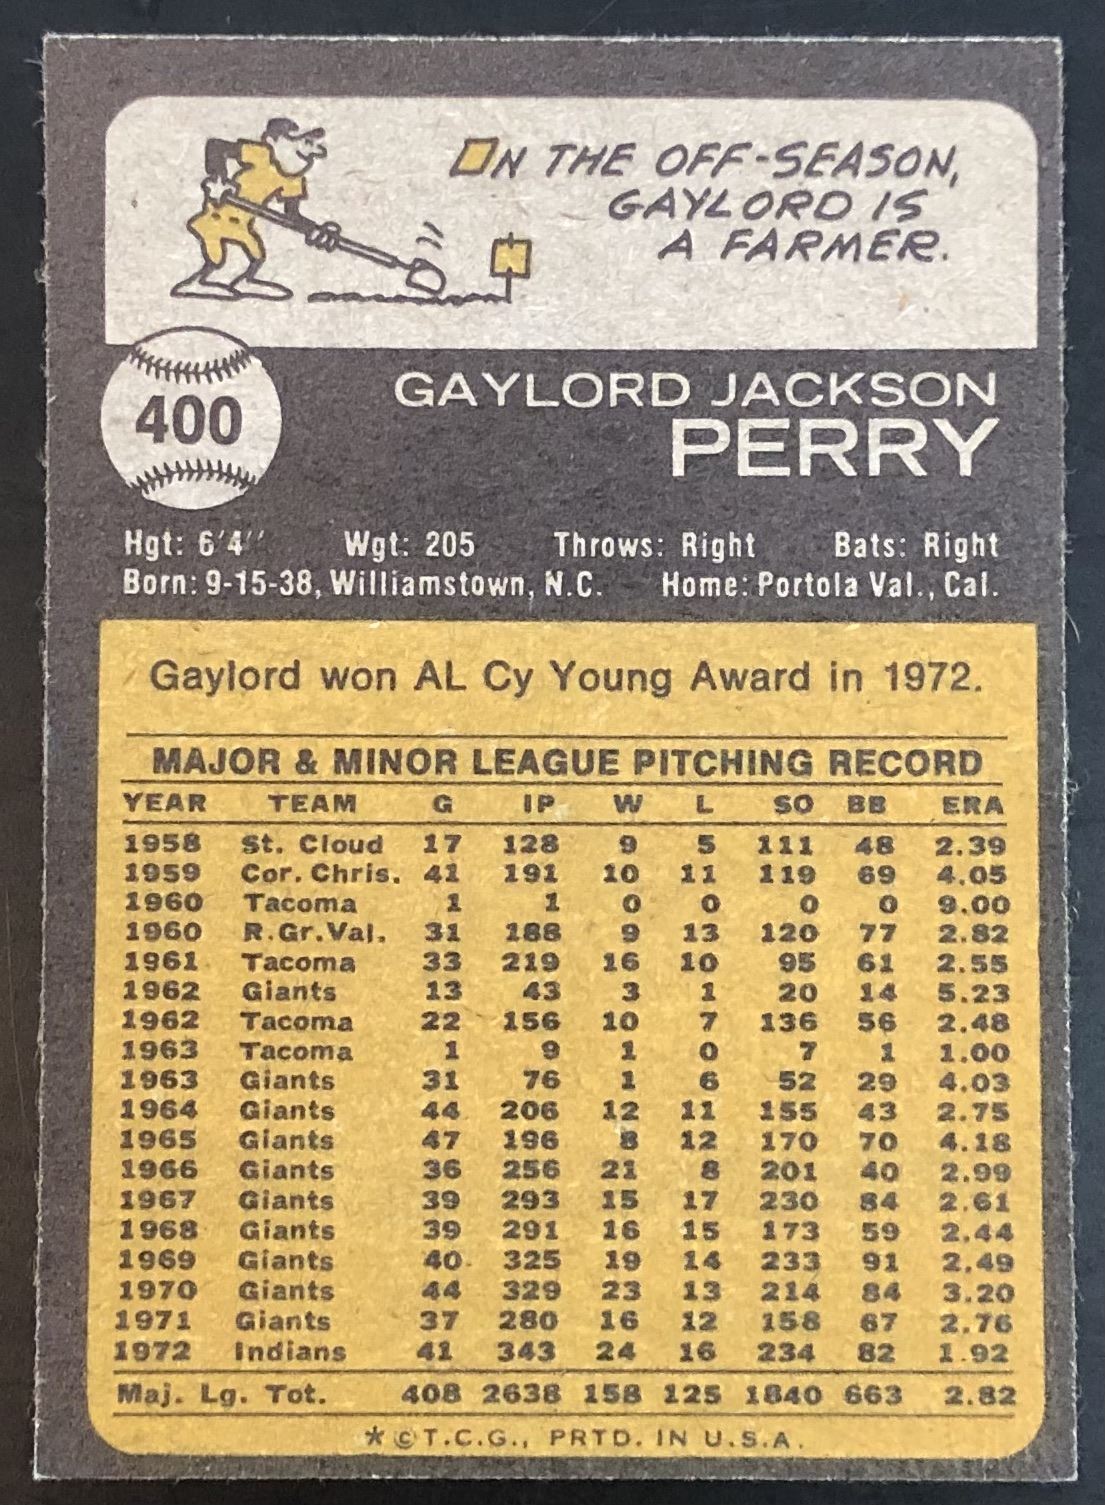 ON THE OFF-SEASON,
GAYLORD IS
A FARMER.
400
GAYLORD JACKSON
PERRY
Hgt: 6'4'' Wgt: 205 Throws: Right Bats: Right
Born: 9-15-38, Williamstown, N.C. Home: Portola Val., Cal.
Gaylord won AL Cy Young Award in 1972.
MAJOR & MINOR LEAGUE PITCHING RECORD
YEAR TEAM G IP W L SO BB ERA
1958 St. Cloud 17 128 9 5 111 48 2.39
1959 Cor. Chris. 41 191 10 11 119 69 4.05
1960 Tacoma 1 1 0 0 0 0 9.00
1960 R.Gr.Val. 31 188 9 13 120 77 2.82
1961 Tacoma 33 219 16 10 95 61 2.55
1962 Giants 13 43 3 1 20 14 5.23
1962 Tacoma 22 156 10 7 136 56 2.48
1963 Tacoma 1 9 1 0 7 1 1.00
1963 Giants 31 76 1 6 52 29 4.03
1964 Giants 44 206 12 11 155 43 2.75
1965 Giants 47 196 8 12 170 70 4.18
1966 Giants 36 256 21 8 201 40 2.99
1967 Giants 39 293 15 17 230 84 2.61
1968 Giants 39 291 16 15 173 59 2.44
1969 Giants 40 325 19 14 233 91 2.49
1970 Giants 44 329 23 13 214 84 3.20
1971 Giants 37 280 16 12 158 67 2.76
1972 Indians 41 343 24 16 234 82 1.92
Maj. Lg. Tot. 408 2638 158 125 1840 663 2.82
* © T.C.G., PRTD. IN U.S.A.